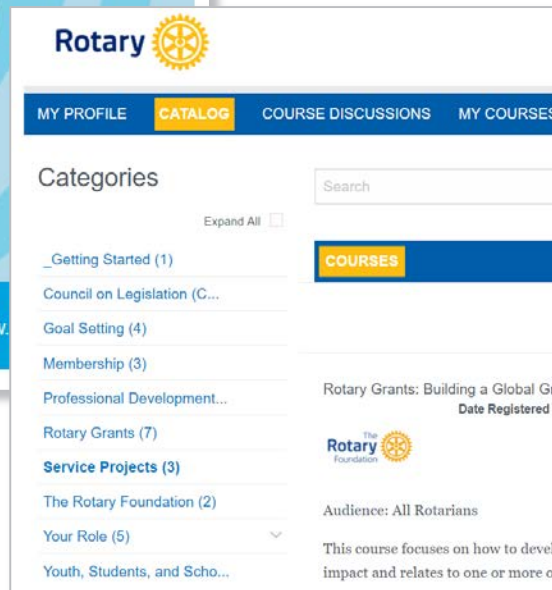 Rotary
MY PROFILE CATALOG COURSE DISCUSSIONS MY COURSES
Categories
Search
Expand All
_Getting Started (1)
Council on Legislation (C...
Goal Setting (4)
Membership (3)
Professional Development...
Rotary Grants (7)
Service Projects (3)
The Rotary Foundation (2)
Your Role (5)
Youth, Students, and Scho...
COURSES
Rotary Grants: Building a Global
Date Registered
The
Rotary
Foundation
Audience: All Rotarians
This course focuses on how to
impact and relates to one or more